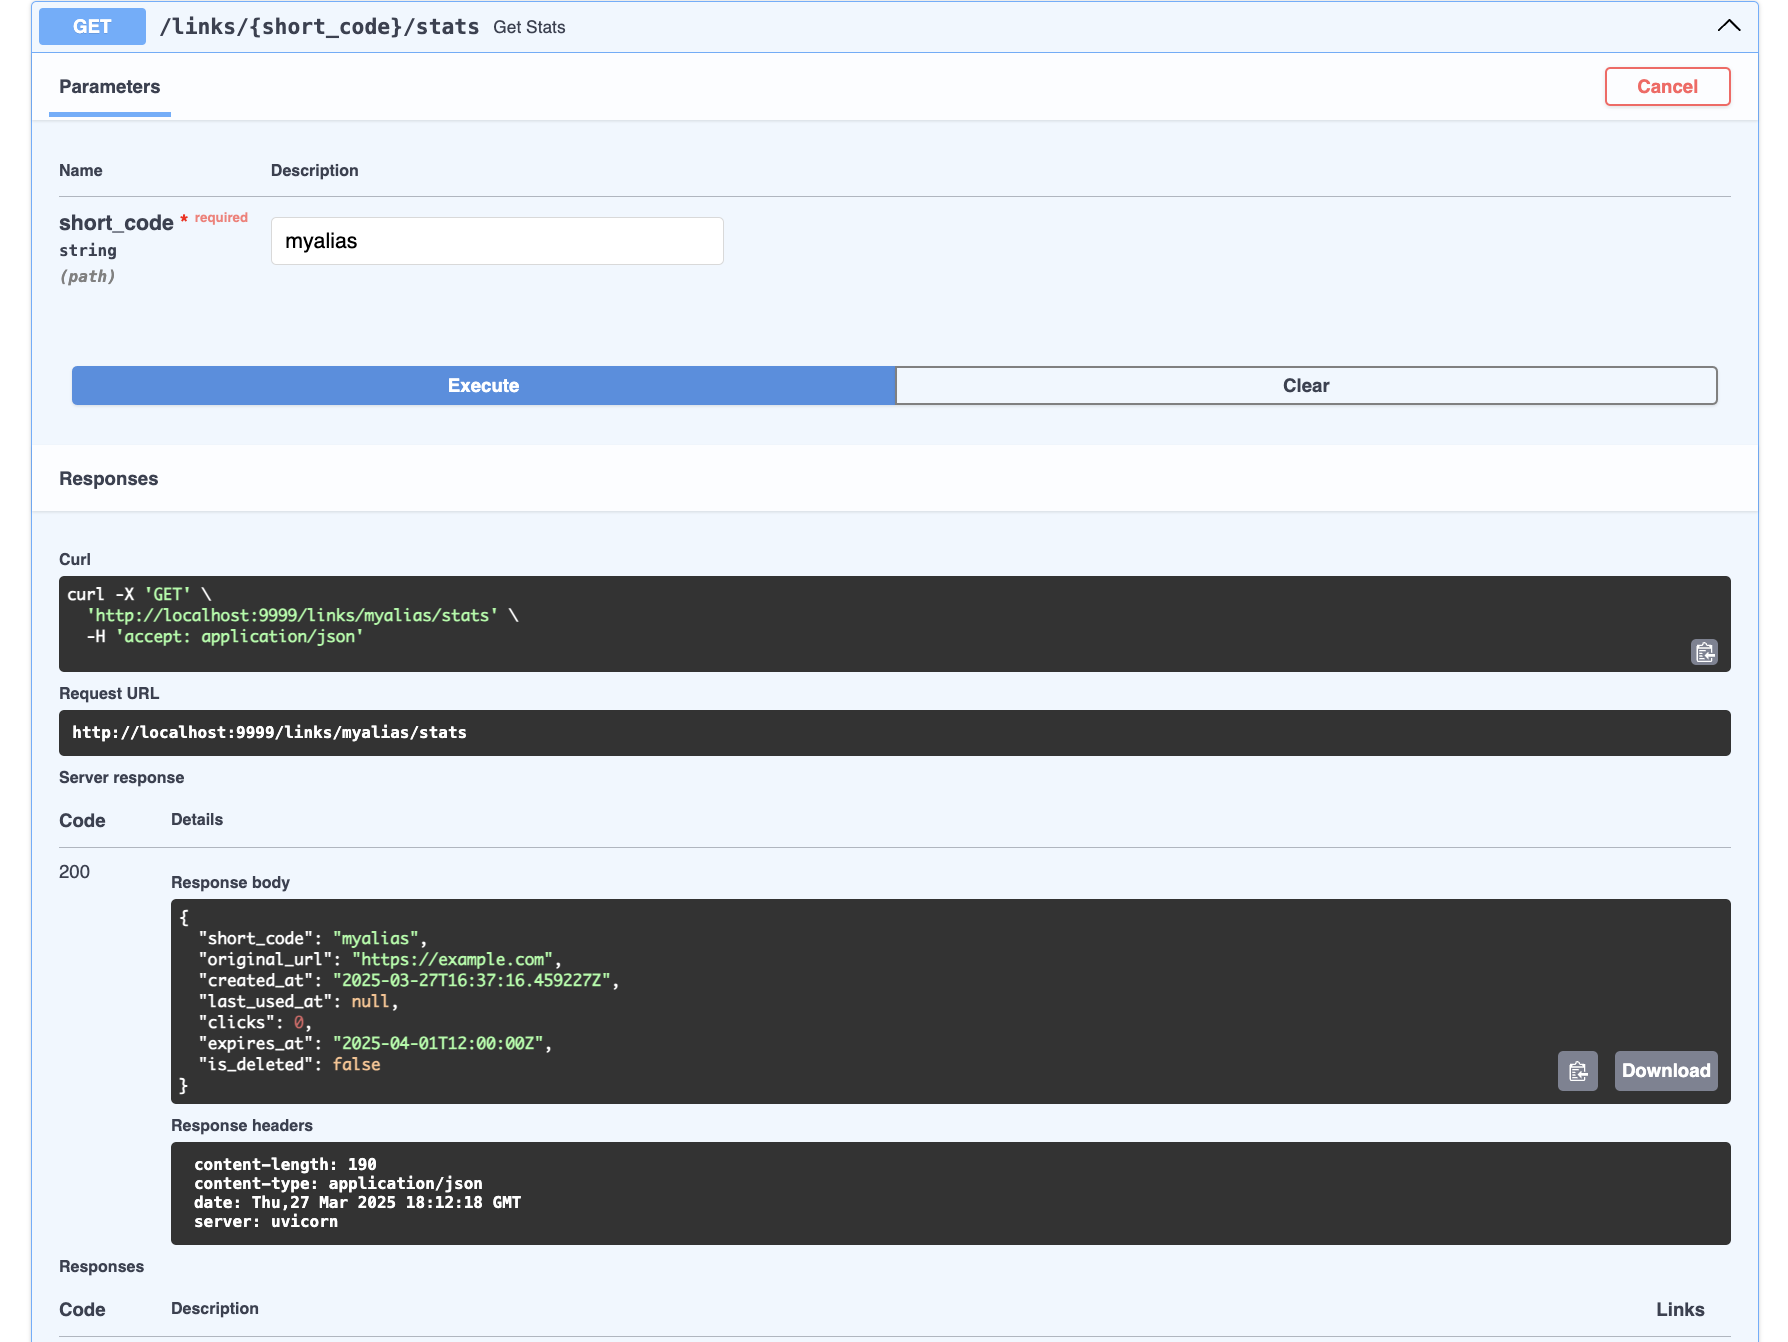 GET /links/{short_code}/stats Get Stats
Parameters
Cancel
Name Description
short_code * required
string
(path)
myalias
Execute Clear
Responses
Curl
curl -X 'GET' \
  'http://localhost:9999/links/myalias/stats' \
  -H 'accept: application/json'
Request URL
http://localhost:9999/links/myalias/stats
Server response
Code Details
200
Response body
{
  "short_code": "myalias",
  "original_url": "https://example.com",
  "created_at": "2025-03-27T16:37:16.459227Z",
  "last_used_at": null,
  "clicks": 0,
  "expires_at": "2025-04-01T12:00:00Z",
  "is_deleted": false
}
Download
Response headers
content-length: 190
content-type: application/json
date: Thu,27 Mar 2025 18:12:18 GMT
server: uvicorn
Responses
Code Description Links